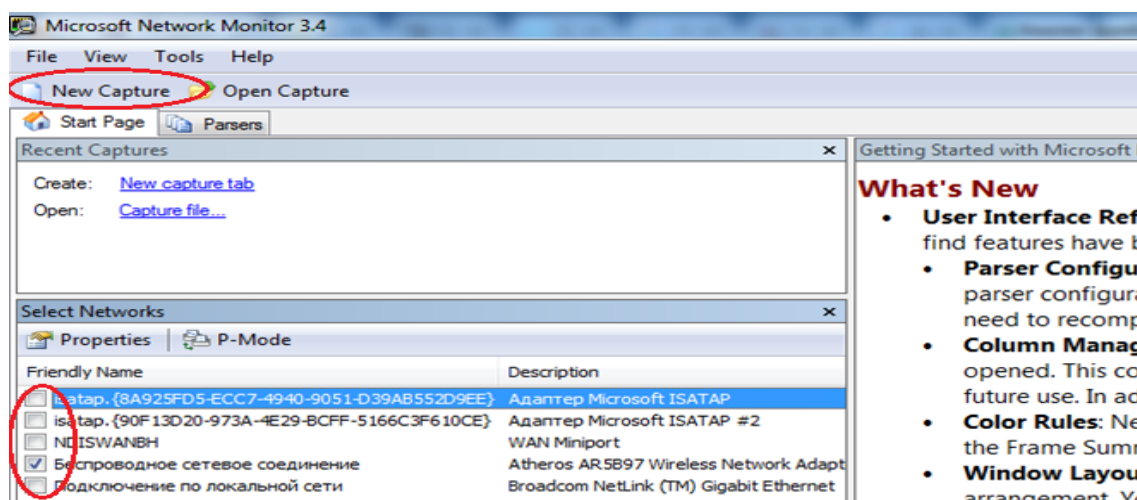 Microsoft Network Monitor 3.4
File View Tools Help
New Capture Open Capture
Start Page Parsers
Recent Captures
Create: New capture tab
Open: Capture file...
Select Networks
Properties P-Mode
Friendly Name Description
isatap.{8A925FD5-ECC7-4940-9051-D39AB552D9EE} Адаптер Microsoft ISATAP
isatap.{90F13D20-973A-4E29-BCFF-5166C3F610CE} Адаптер Microsoft ISATAP #2
NDISWANBH WAN Miniport
Беспроводное сетевое соединение Atheros AR5B97 Wireless Network Adapt
Подключение по локальной сети Broadcom NetLink (TM) Gigabit Ethernet
Getting Started with Microsoft
What's New
• User Interface Ref
find features have b
• Parser Configu
parser configura
need to recomp
• Column Manag
opened. This co
future use. In ad
• Color Rules: Ne
the Frame Summ
• Window Layou
arrangement. Y